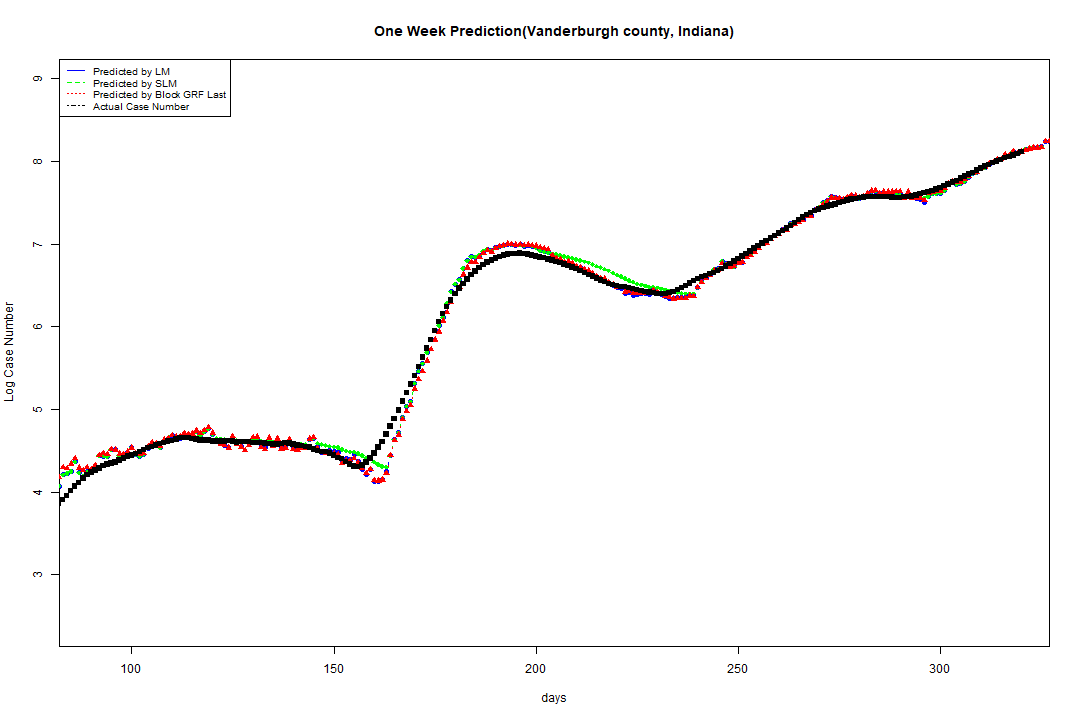 One Week Prediction(Vanderburgh county, Indiana)
Predicted by LM
Predicted by SLM
Predicted by Block GRF Last
Actual Case Number
9
8
7
6
5
4
3
Log Case Number
100 150 200 250 300
days